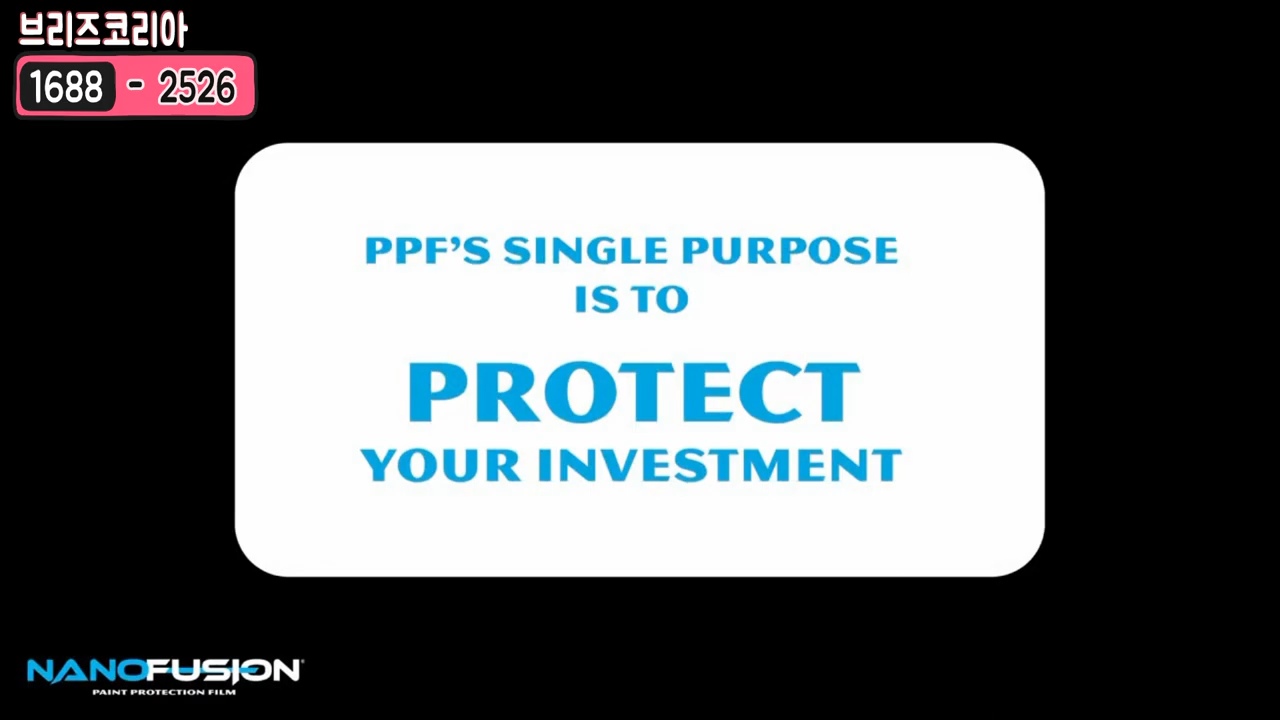 브리즈코리아
1688 - 2526
PPF'S SINGLE PURPOSE
IS TO
PROTECT
YOUR INVESTMENT
NANOFUSION®
PAINT PROTECTION FILM